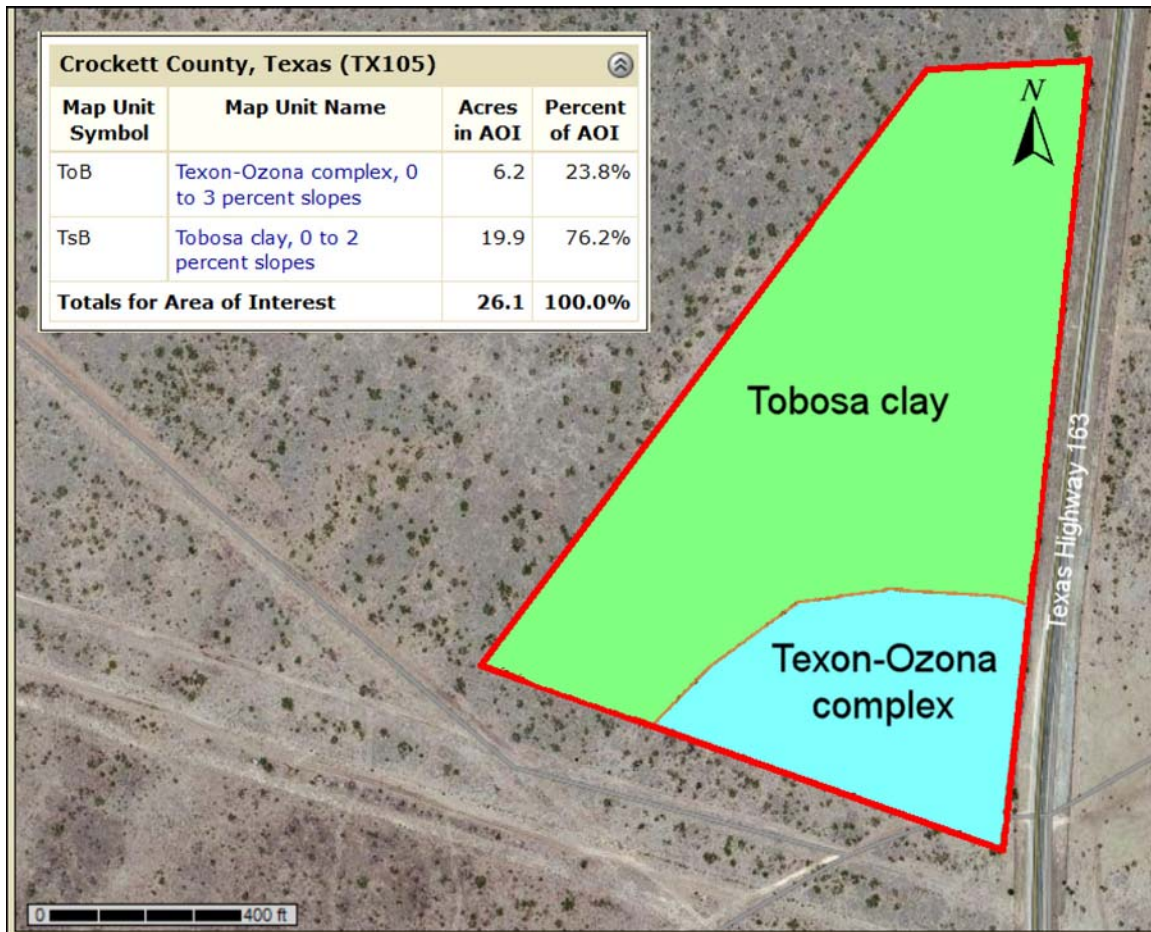 Crockett County, Texas (TX105)
Map Unit Symbol Map Unit Name Acres in AOI Percent of AOI
ToB Texon-Ozona complex, 0 to 3 percent slopes 6.2 23.8%
TsB Tobosa clay, 0 to 2 percent slopes 19.9 76.2%
Totals for Area of Interest 26.1 100.0%
N
Tobosa clay
Texas Highway 163
Texon-Ozona
complex
0 400 ft